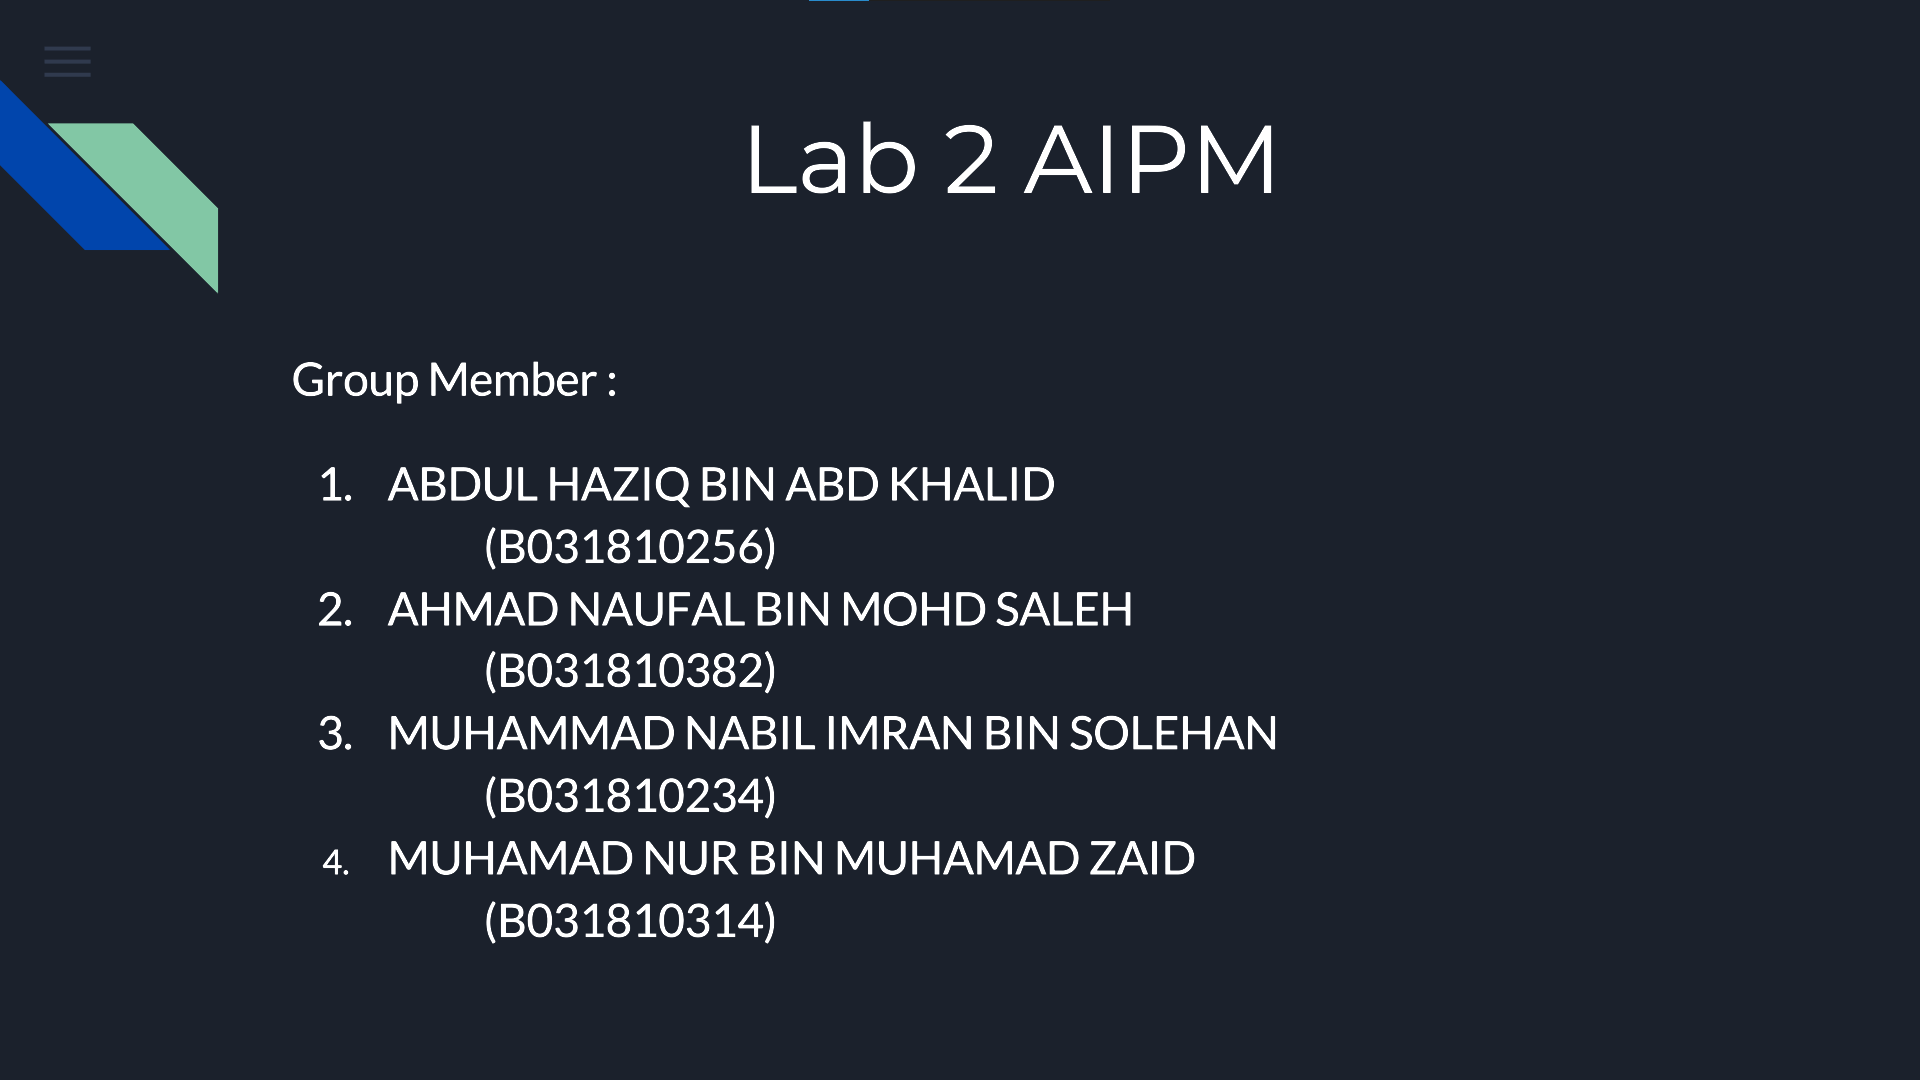 Lab 2 AIPM
Group Member :
1. ABDUL HAZIQ BIN ABD KHALID
(B031810256)
2. AHMAD NAUFAL BIN MOHD SALEH
(B031810382)
3. MUHAMMAD NABIL IMRAN BIN SOLEHAN
(B031810234)
4. MUHAMAD NUR BIN MUHAMAD ZAID
(B031810314)